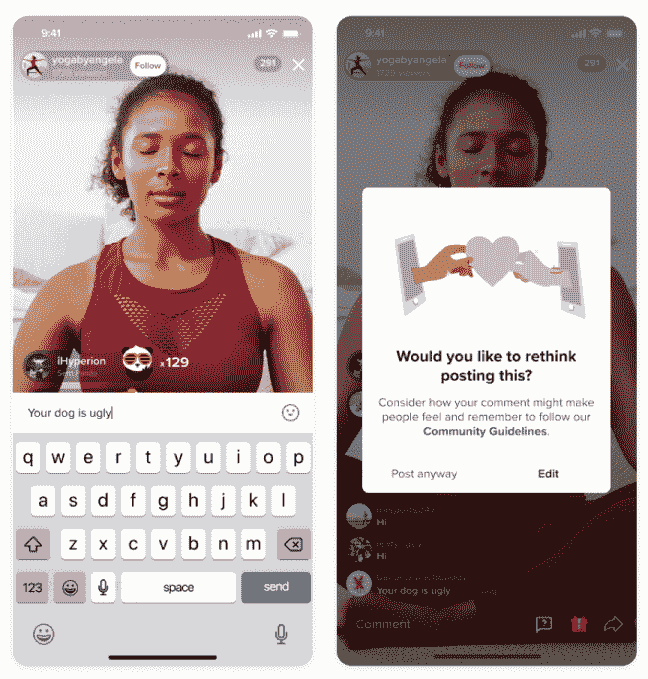 9:41
yogabyangela
Follow
291
iHyperion
x129
Your dog is ugly
q w e r t y u i o p
a s d f g h j k l
z x c v b n m
123
space
send
9:41
yogabyangela
Follow
291
Would you like to rethink
posting this?
Consider how your comment might make
people feel and remember to follow our
Community Guidelines.
Post anyway
Edit
Hi
Hi
Your dog is ugly
Comment